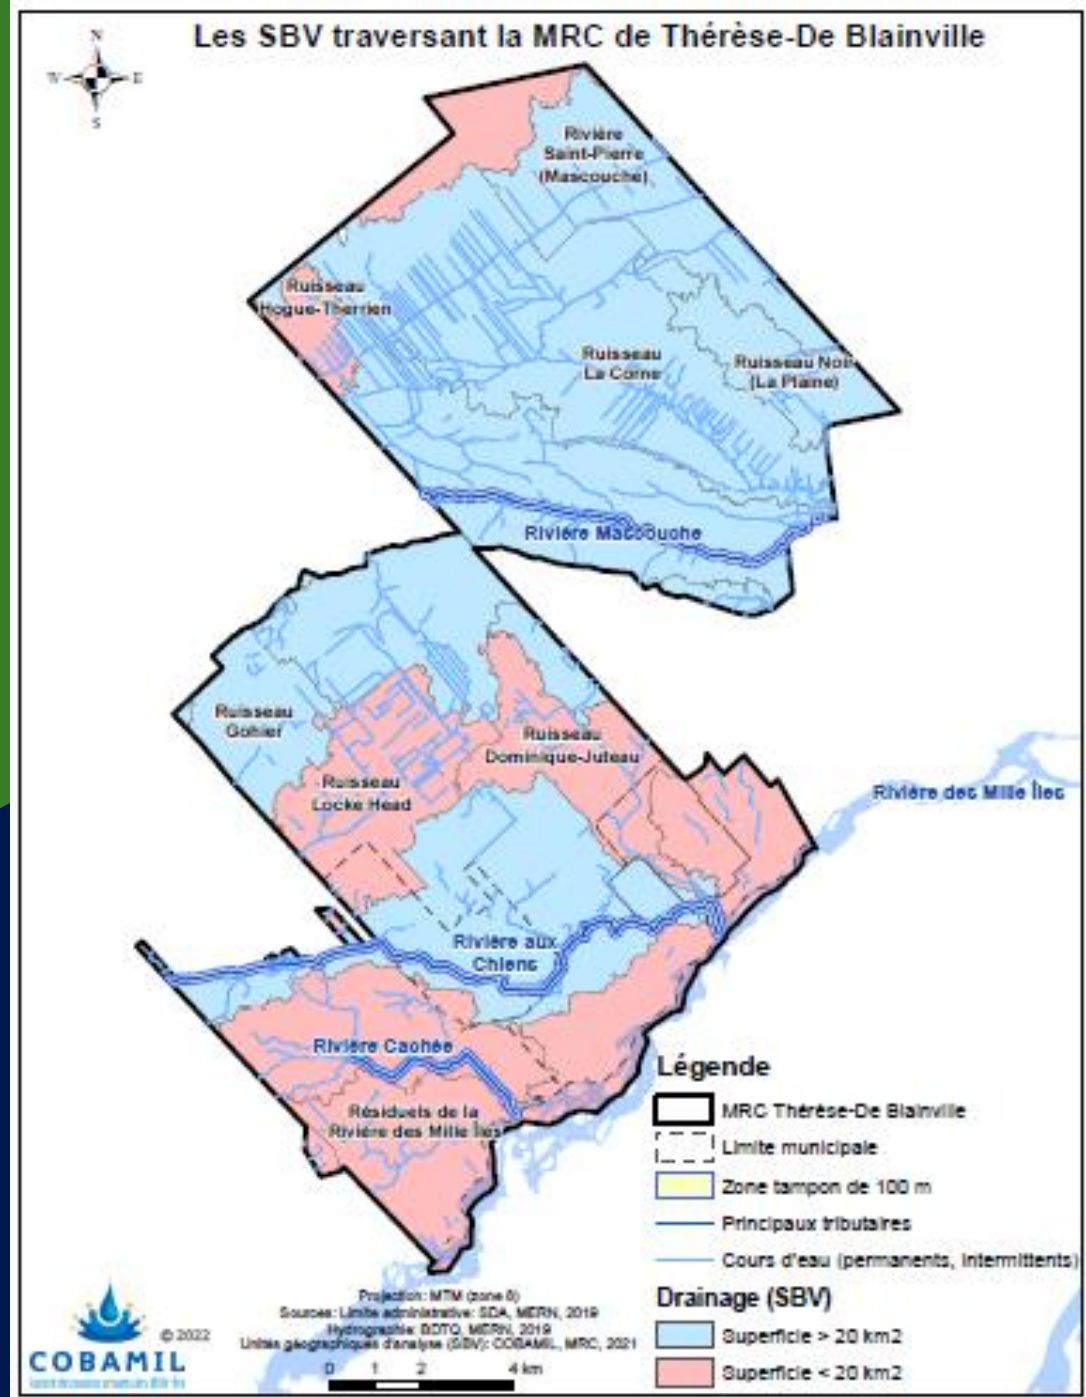 Les SBV traversant la MRC de Thérèse-De Blainville
N
W
E
S
Rivière
Saint-Pierre
(Mascouche)
Ruisseau
Hogue-Therrien
Ruisseau
La Corne
Ruisseau Noir
(La Plaine)
Rivière Mascouche
Ruisseau
Gohier
Ruisseau
Dominique-Juteau
Ruisseau
Locke Head
Rivière des Mille Îles
Rivière aux
Chiens
Rivière Cachée
Résiduels de la
Rivière des Mille Îles
Légende
MRC Thérèse-De Blainville
Limite municipale
Zone tampon de 100 m
Principaux tributaires
Cours d'eau (permanents, intermittents)
Drainage (SBV)
Superficie > 20 km2
Superficie < 20 km2
Projection: MTM (zone 8)
Sources: Limite administrative: SDA, MERN, 2019
Hydrographie: BDTQ, MERN, 2019
Unités géographiques d'analyse (SBV): COBAMIL, MRC, 2021
0 1 2 4 km
© 2022
COBAMIL